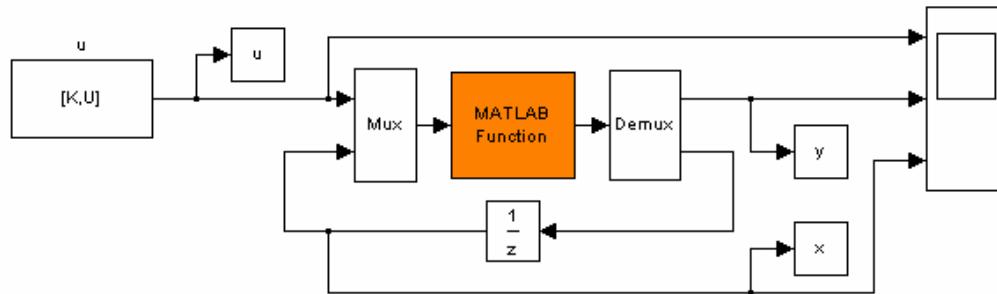 u
u
[K,U]
Mux
MATLAB
Function
Demux
y
1
z
x